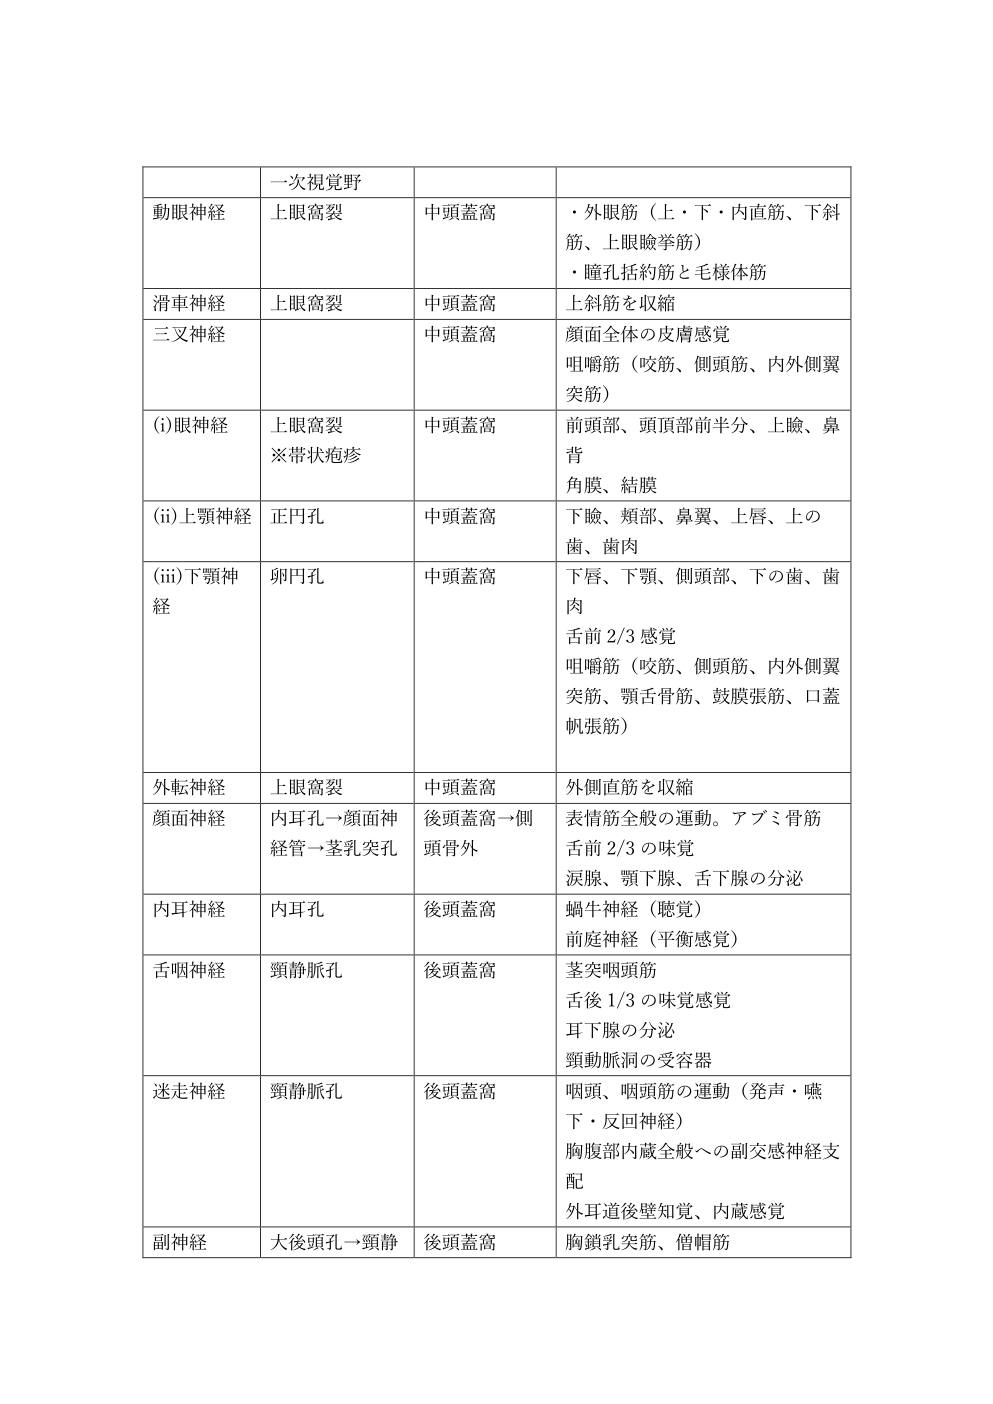 一次視覚野
動眼神経 上眼窩裂 中頭蓋窩 ・外眼筋（上・下・内直筋、下斜
筋、上眼瞼挙筋）
・瞳孔括約筋と毛様体筋
滑車神経 上眼窩裂 中頭蓋窩 上斜筋を収縮
三叉神経 中頭蓋窩 顔面全体の皮膚感覚
咀嚼筋（咬筋、側頭筋、内外側翼
突筋）
(i)眼神経 上眼窩裂 中頭蓋窩 前頭部、頭頂部前半分、上瞼、鼻
※帯状疱疹 背
角膜、結膜
(ii)上顎神経 正円孔 中頭蓋窩 下瞼、頬部、鼻翼、上唇、上の
歯、歯肉
(iii)下顎神 卵円孔 中頭蓋窩 下唇、下顎、側頭部、下の歯、歯
経 肉
舌前 2/3 感覚
咀嚼筋（咬筋、側頭筋、内外側翼
突筋、顎舌骨筋、鼓膜張筋、口蓋
帆張筋）
外転神経 上眼窩裂 中頭蓋窩 外側直筋を収縮
顔面神経 内耳孔→顔面神 後頭蓋窩→側 表情筋全般の運動。アブミ骨筋
経管→茎乳突孔 頭骨外 舌前 2/3 の味覚
涙腺、顎下腺、舌下腺の分泌
内耳神経 内耳孔 後頭蓋窩 蝸牛神経（聴覚）
前庭神経（平衡感覚）
舌咽神経 頸静脈孔 後頭蓋窩 茎突咽頭筋
舌後 1/3 の味覚感覚
耳下腺の分泌
頸動脈洞の受容器
迷走神経 頸静脈孔 後頭蓋窩 咽頭、咽頭筋の運動（発声・嚥
下・反回神経）
胸腹部内蔵全般への副交感神経支
配
外耳道後壁知覚、内蔵感覚
副神経 大後頭孔→頸静 後頭蓋窩 胸鎖乳突筋、僧帽筋